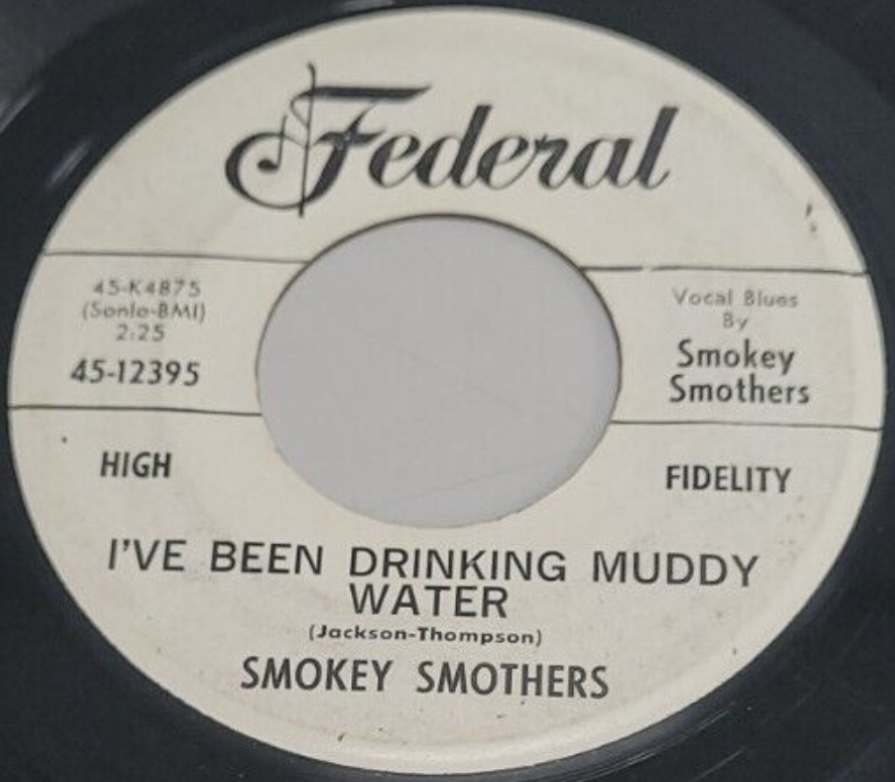 Federal
45-K4875
(Sonlo-BMI)
2:25
45-12395
Vocal Blues
By
Smokey
Smothers
HIGH
FIDELITY
I'VE BEEN DRINKING MUDDY
WATER
(Jackson-Thompson)
SMOKEY SMOTHERS